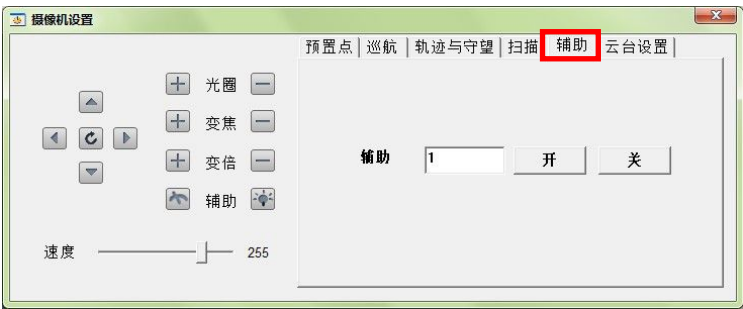 摄像机设置
预置点 巡航 轨迹与守望 扫描 辅助 云台设置
光圈
变焦
变倍
辅助
速度 255
辅助 1 开 关